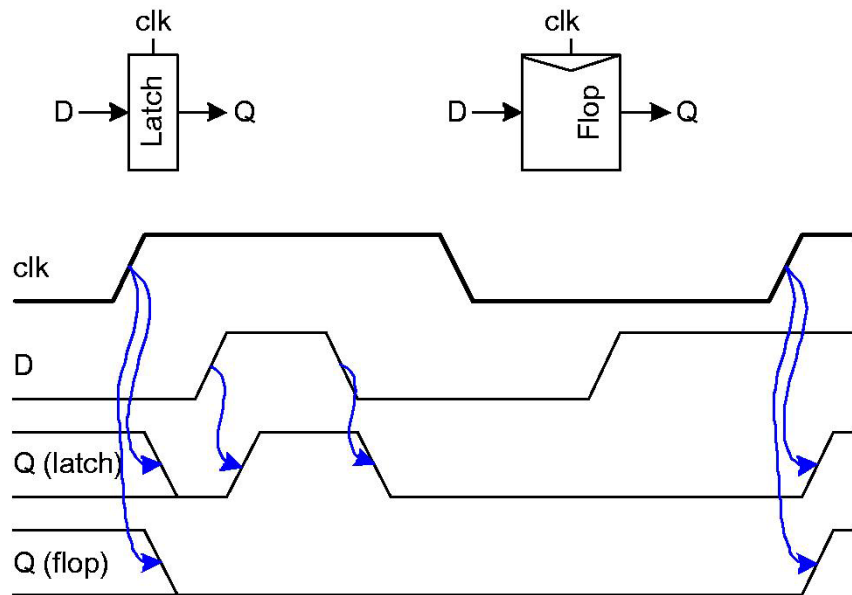 clk
clk
D
Latch
Q
D
Flop
Q
clk
D
Q (latch)
Q (flop)